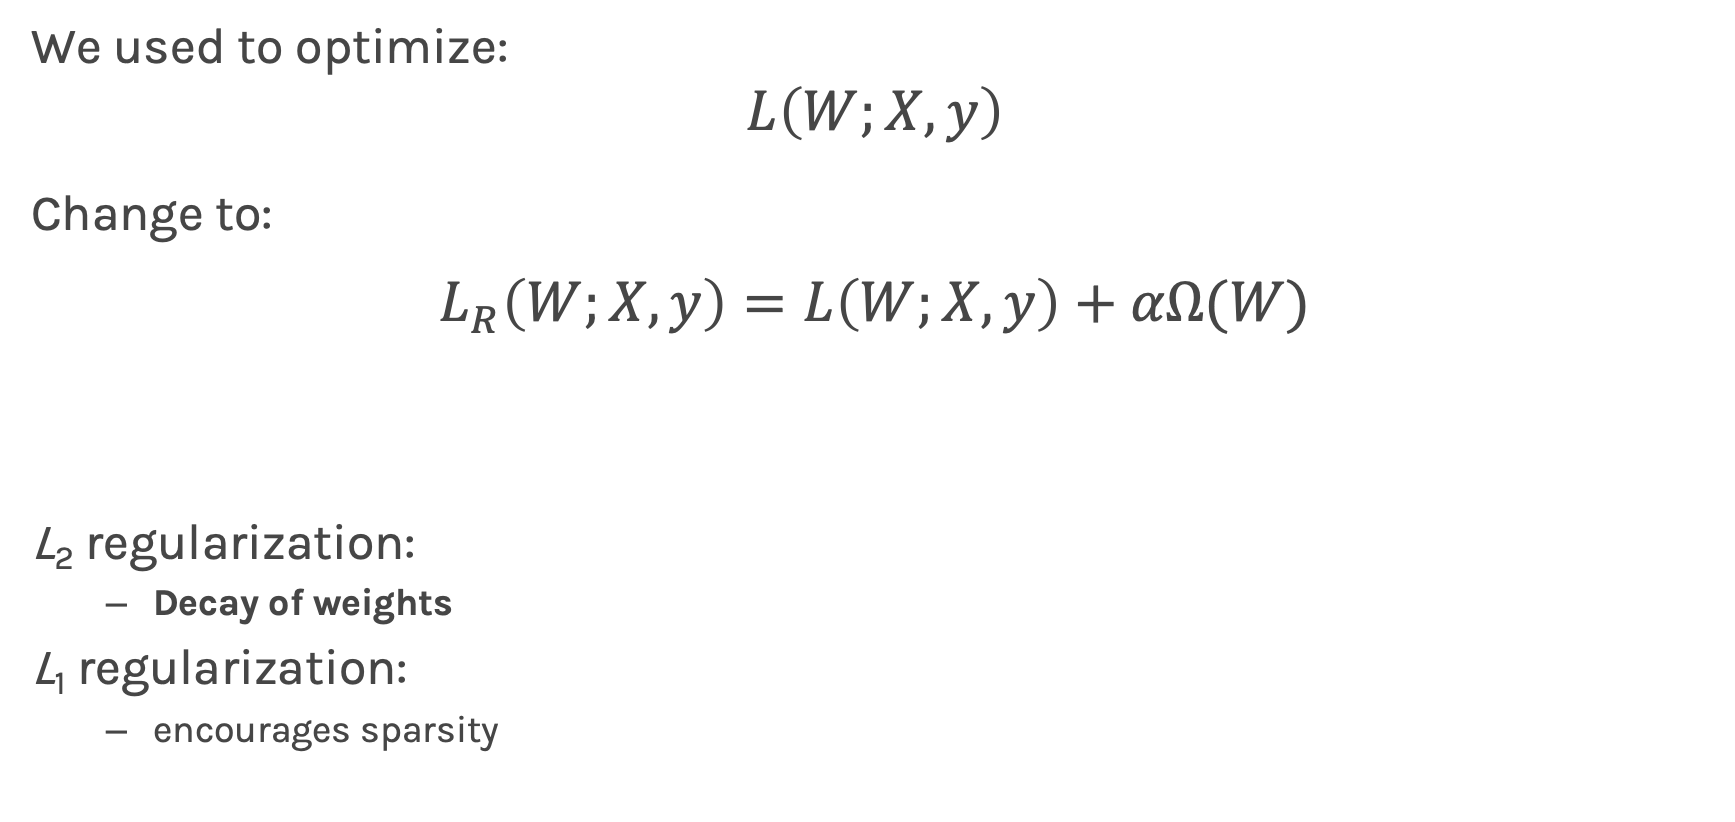 We used to optimize:
L(W; X, y)
Change to:
L_R(W; X, y) = L(W; X, y) + αΩ(W)
L₂ regularization:
– Decay of weights
L₁ regularization:
– encourages sparsity